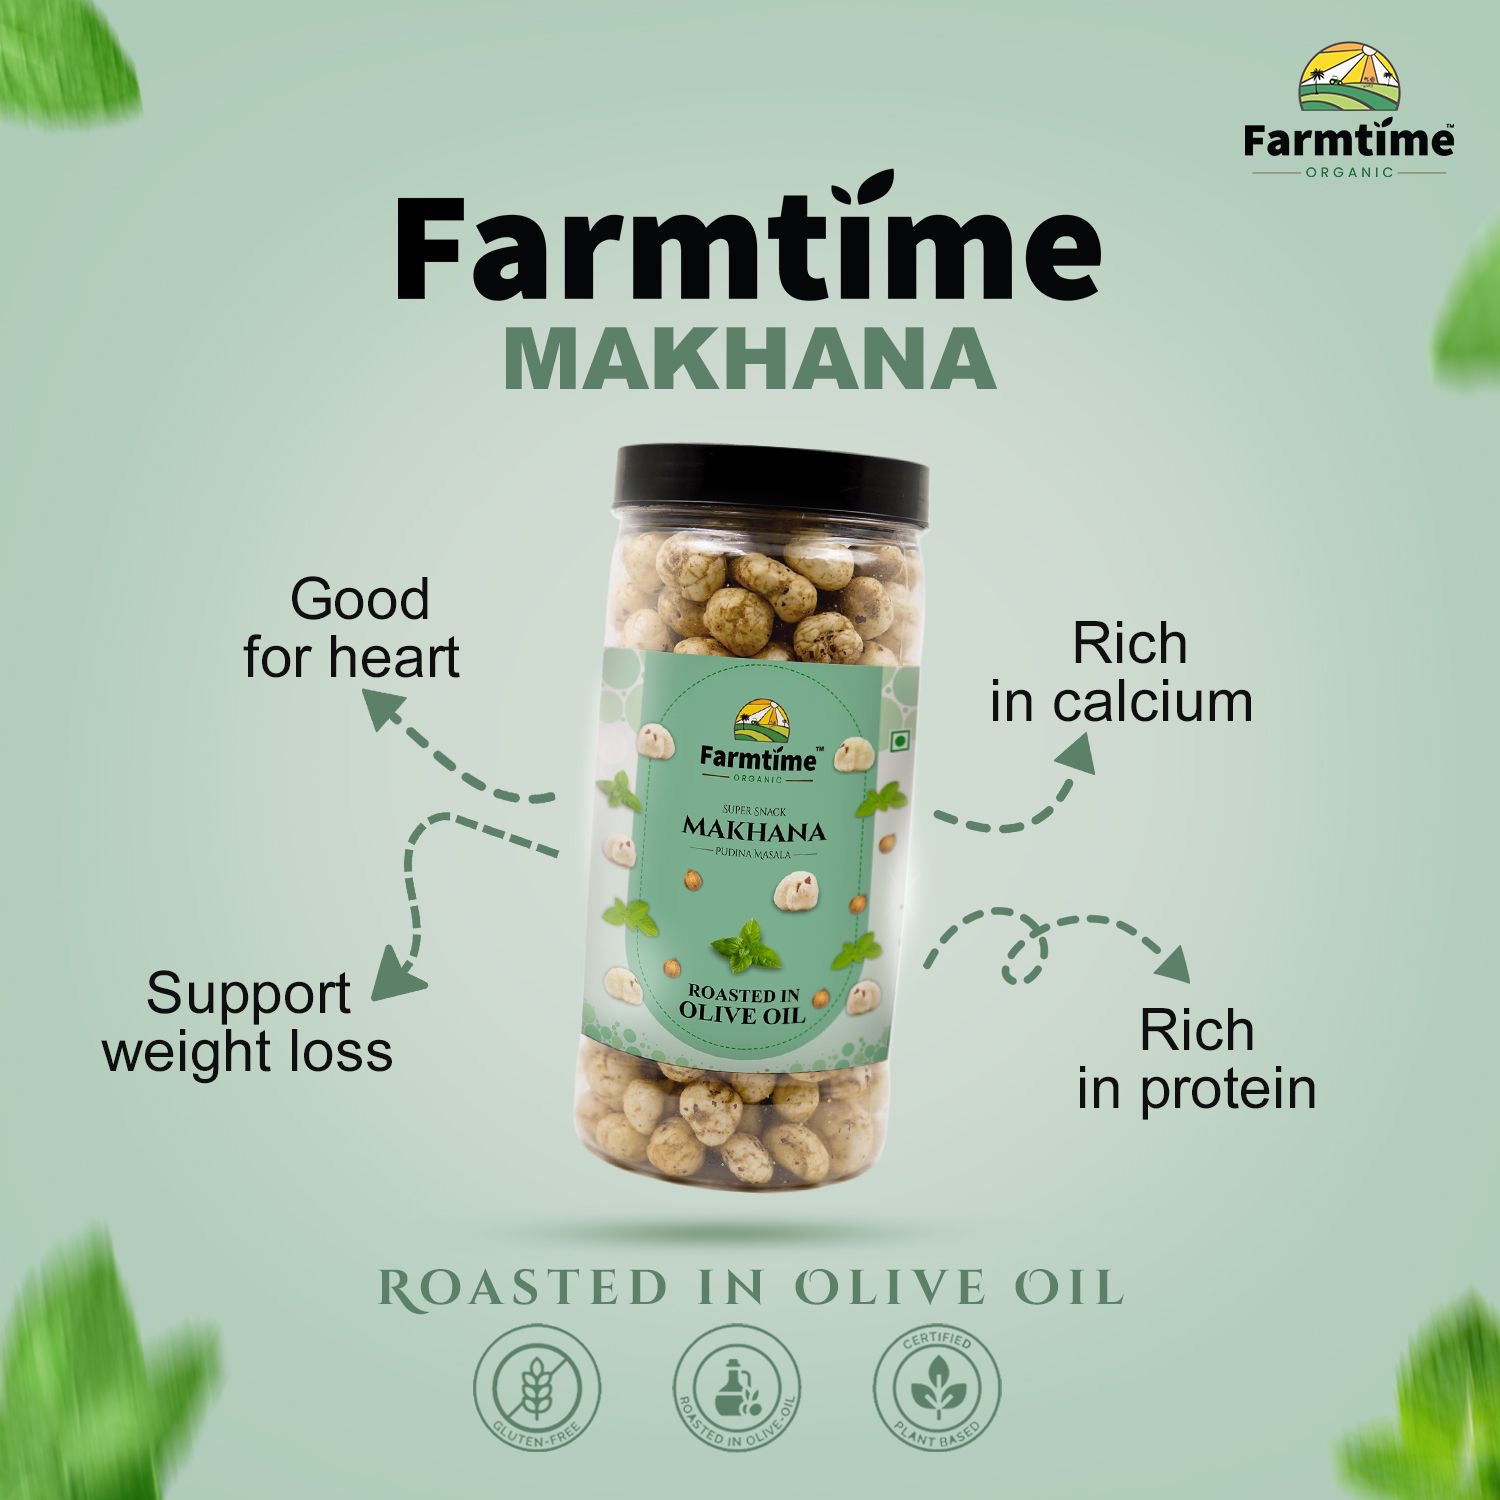 Farmtime™
ORGANIC
Farmtime
MAKHANA
Good
for heart
Rich
in calcium
Farmtime™
ORGANIC
SUPER SNACK
MAKHANA
PUDINA MASALA
ROASTED IN
OLIVE OIL
Support
weight loss
Rich
in protein
ROASTED IN OLIVE OIL
GLUTEN-FREE
ROASTED IN OLIVE-OIL
CERTIFIED
PLANT BASED